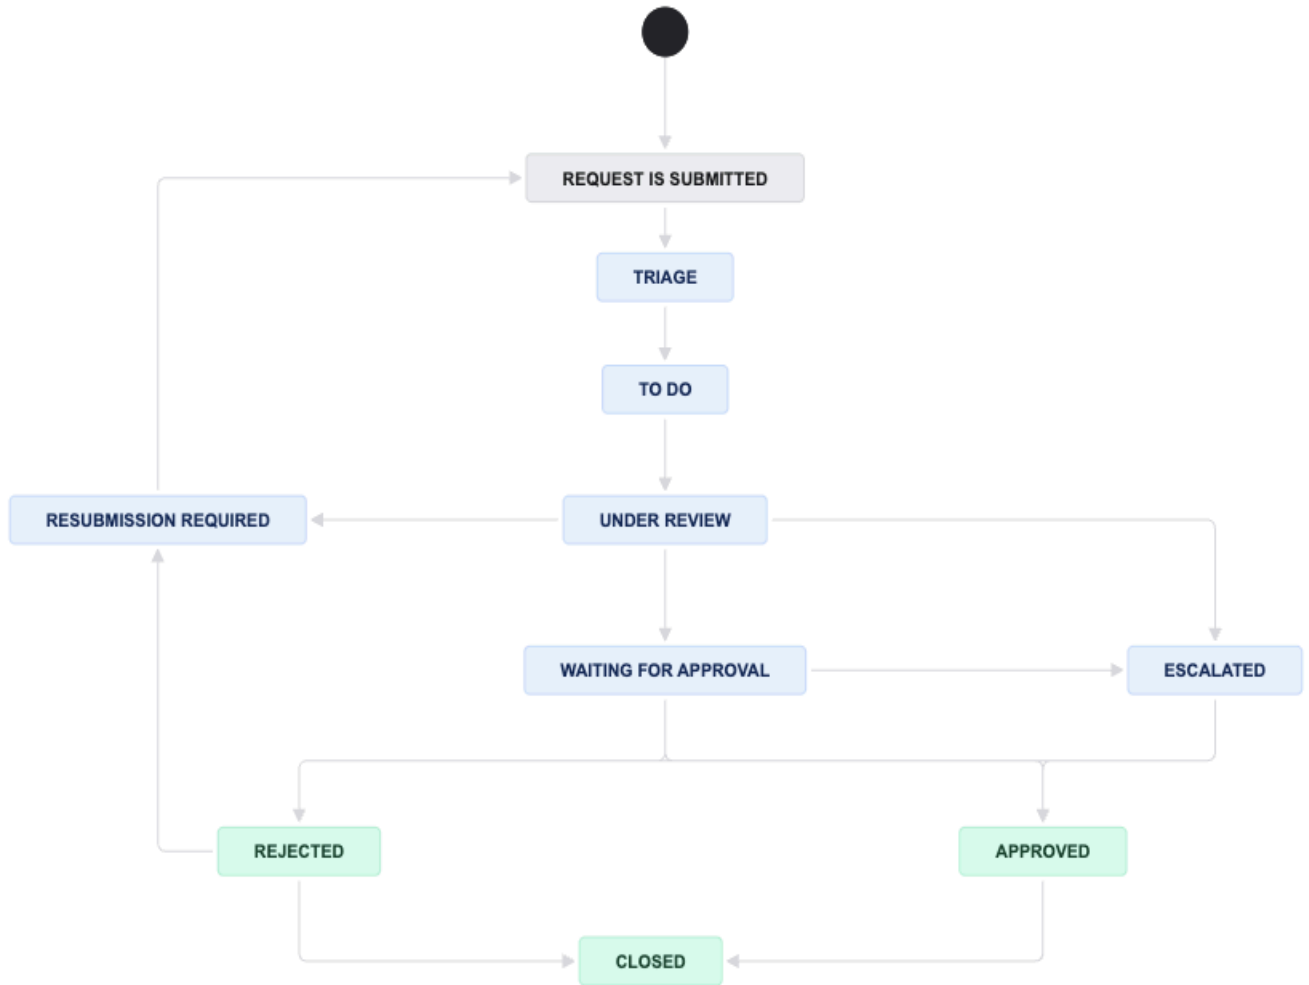 REQUEST IS SUBMITTED
TRIAGE
TO DO
RESUBMISSION REQUIRED
UNDER REVIEW
WAITING FOR APPROVAL
ESCALATED
REJECTED
APPROVED
CLOSED